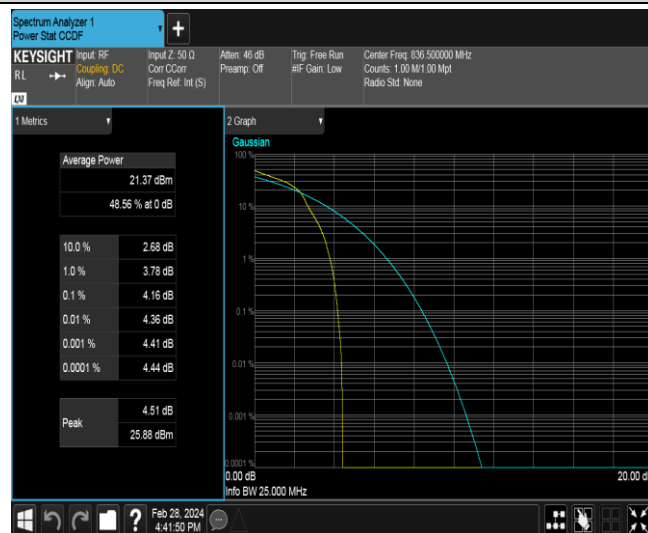 Spectrum Analyzer 1
Power Stat CCDF
+
KEYSIGHT
RL
LXI
Input: RF
Coupling: DC
Align: Auto
Input Z: 50 Ω
Corr CCorr
Freq Ref: Int (S)
Atten: 46 dB
Preamp: Off
Trig: Free Run
#IF Gain: Low
Center Freq: 836.500000 MHz
Counts: 1.00 M/1.00 Mpt
Radio Std: None
1 Metrics
Average Power
21.37 dBm
48.56 % at 0 dB
10.0 % 2.68 dB
1.0 % 3.78 dB
0.1 % 4.16 dB
0.01 % 4.36 dB
0.001 % 4.41 dB
0.0001 % 4.44 dB
Peak
4.51 dB
25.88 dBm
2 Graph
Gaussian
100 %
10 %
1 %
0.1 %
0.01 %
0.001 %
0.0001 %
0.00 dB
20.00 d
Info BW 25.000 MHz
?
Feb 28, 2024
4:41:50 PM